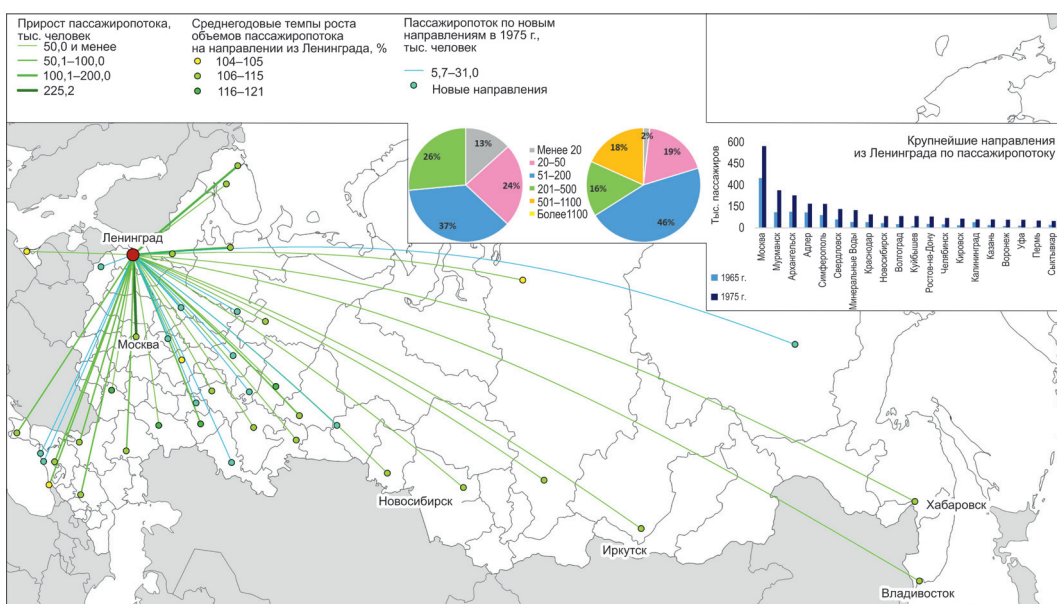 Прирост пассажиропотока,
тыс. человек
50,0 и менее
50,1–100,0
100,1–200,0
225,2
Среднегодовые темпы роста
объемов пассажиропотока
на направлении из Ленинграда, %
104–105
106–115
116–121
Пассажиропоток по новым
направлениям в 1975 г.,
тыс. человек
5,7–31,0
Новые направления
13%
24%
37%
26%
Менее 20
20–50
51–200
201–500
501–1100
Более1100
2%
19%
46%
16%
18%
Крупнейшие направления
из Ленинграда по пассажиропотоку
Тыс. пассажиров
600
450
400
150
0
Москва
Мурманск
Архангельск
Адлер
Симферополь
Свердловск
Минеральные Воды
Краснодар
Новосибирск
Волгоград
Куйбышев
Ростов-на-Дону
Челябинск
Кировск
Калининград
Казань
Воронеж
Уфа
Пермь
Сыктывкар
1965 г.
1975 г.
Ленинград
Москва
Новосибирск
Иркутск
Хабаровск
Владивосток